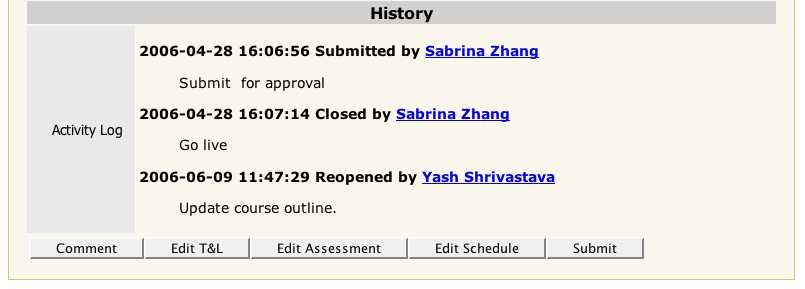 History
Activity Log
2006-04-28 16:06:56 Submitted by Sabrina Zhang
Submit  for approval
2006-04-28 16:07:14 Closed by Sabrina Zhang
Go live
2006-06-09 11:47:29 Reopened by Yash Shrivastava
Update course outline.
Comment Edit T&L Edit Assessment Edit Schedule Submit